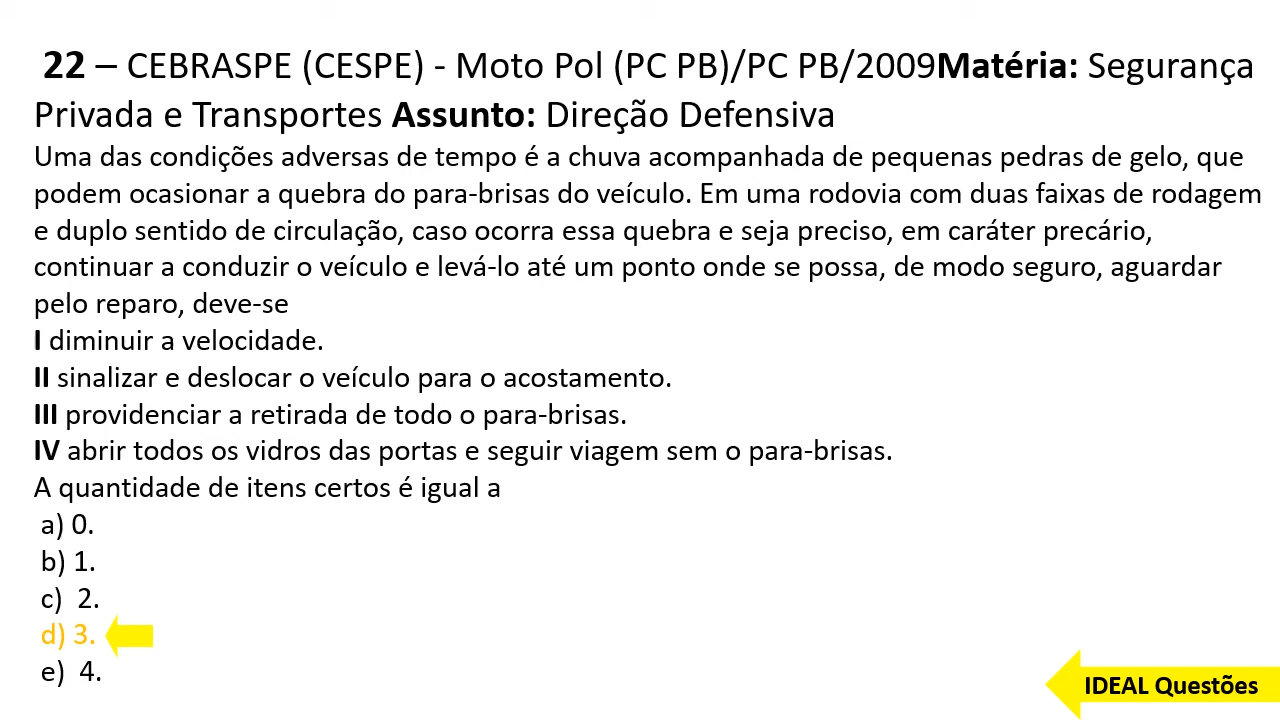 22 – CEBRASPE (CESPE) - Moto Pol (PC PB)/PC PB/2009Matéria: Segurança
Privada e Transportes Assunto: Direção Defensiva
Uma das condições adversas de tempo é a chuva acompanhada de pequenas pedras de gelo, que
podem ocasionar a quebra do para-brisas do veículo. Em uma rodovia com duas faixas de rodagem
e duplo sentido de circulação, caso ocorra essa quebra e seja preciso, em caráter precário,
continuar a conduzir o veículo e levá-lo até um ponto onde se possa, de modo seguro, aguardar
pelo reparo, deve-se
I diminuir a velocidade.
II sinalizar e deslocar o veículo para o acostamento.
III providenciar a retirada de todo o para-brisas.
IV abrir todos os vidros das portas e seguir viagem sem o para-brisas.
A quantidade de itens certos é igual a
a) 0.
b) 1.
c) 2.
d) 3.
e) 4.
IDEAL Questões